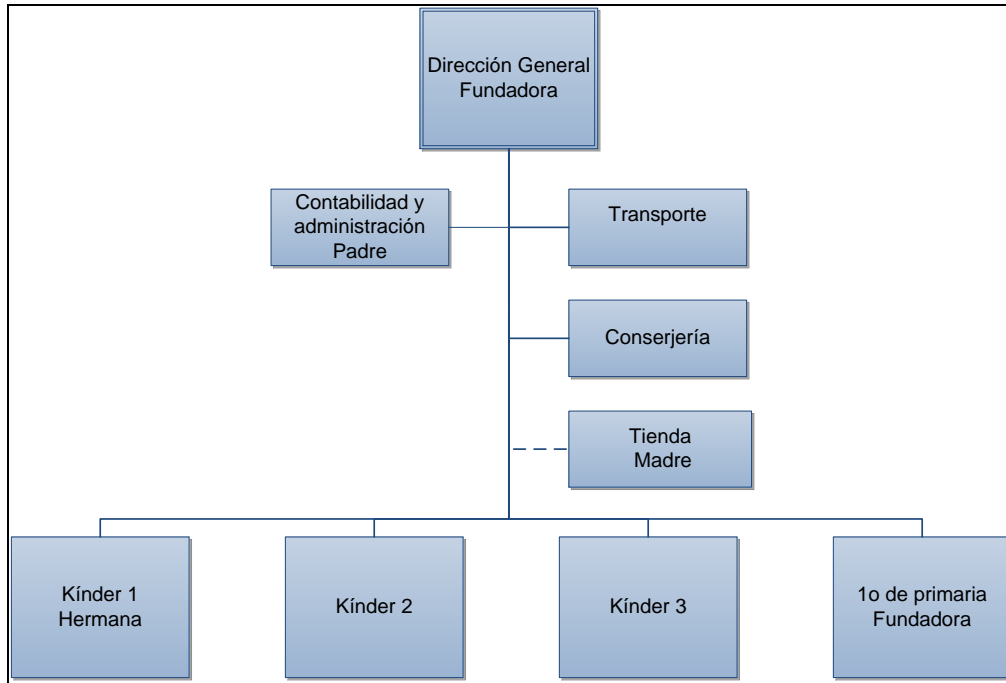 Dirección General
Fundadora
Contabilidad y
administración
Padre
Transporte
Conserjería
Tienda
Madre
Kínder 1
Hermana
Kínder 2
Kínder 3
1o de primaria
Fundadora